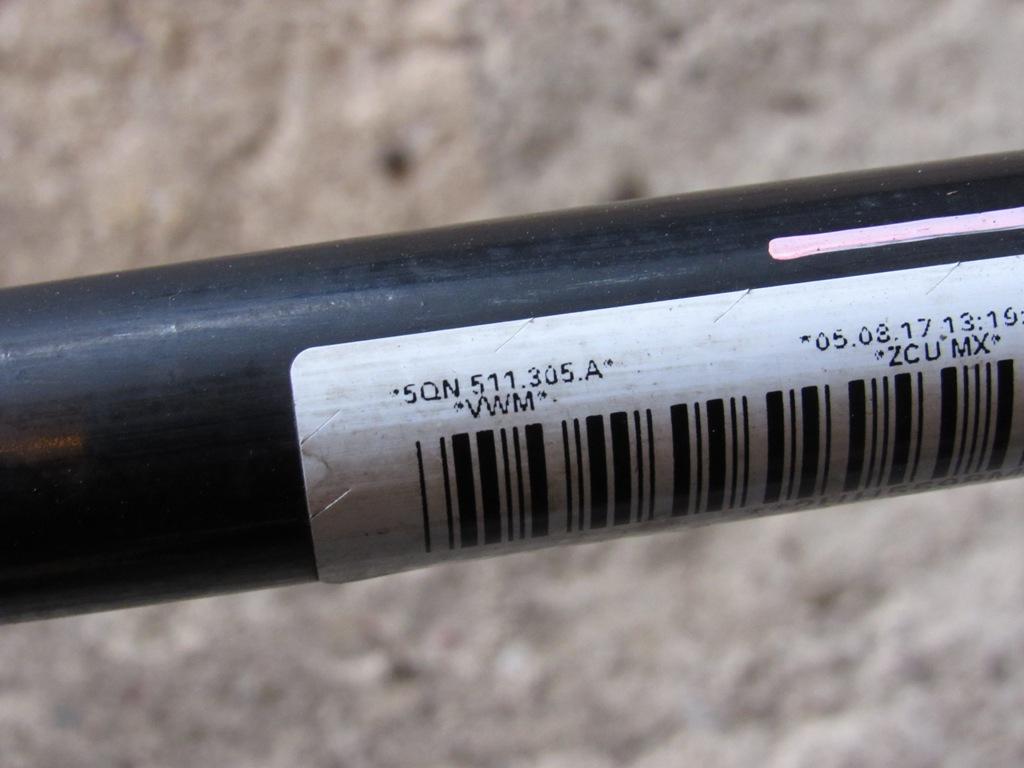 *5QN 511.305.A*
*VWM*
*05.08.17 13:19:
*ZCU MX*